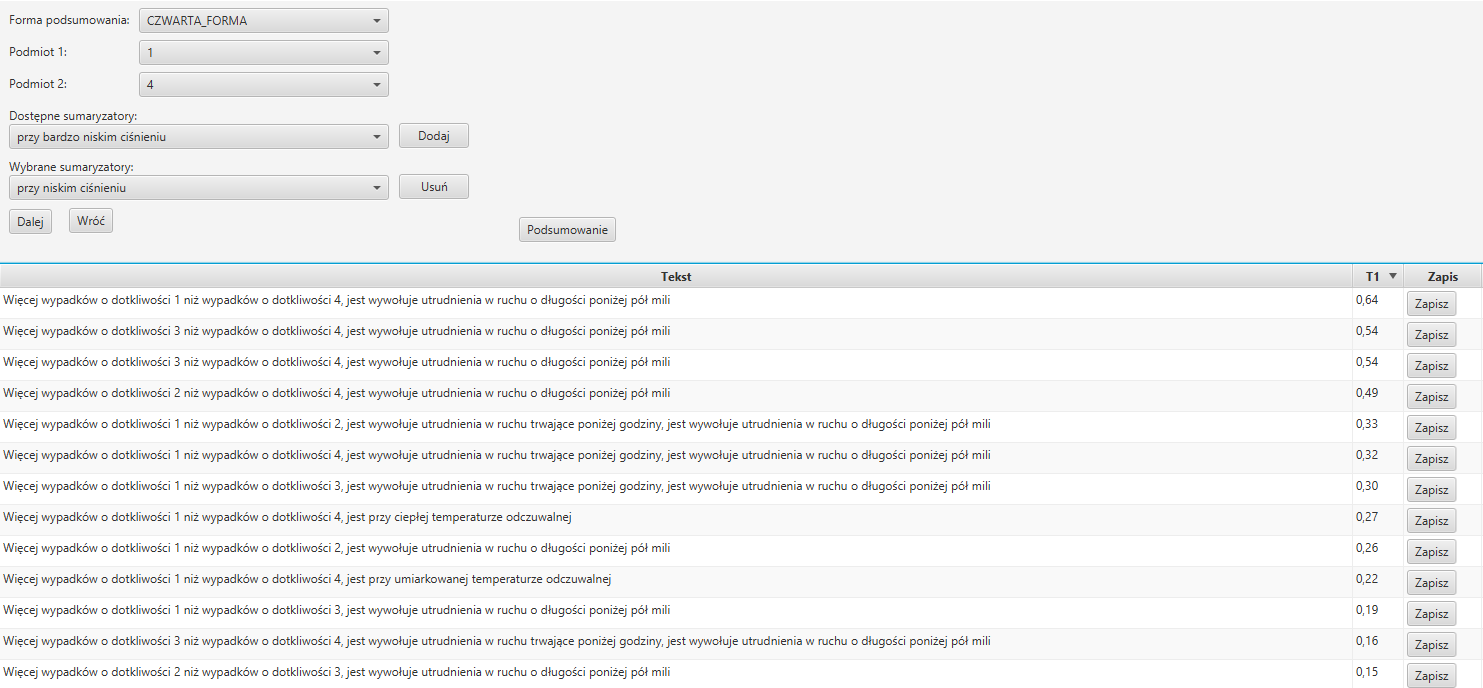 Forma podsumowania: CZWARTA_FORMA
Podmiot 1: 1
Podmiot 2: 4
Dostępne sumaryzatory:
przy bardzo niskim ciśnieniu Dodaj
Wybrane sumaryzatory:
przy niskim ciśnieniu Usuń
Dalej Wróć Podsumowanie
Tekst T1 Zapis
Więcej wypadków o dotkliwości 1 niż wypadków o dotkliwości 4, jest wywołuje utrudnienia w ruchu o długości poniżej pół mili 0,64 Zapisz
Więcej wypadków o dotkliwości 3 niż wypadków o dotkliwości 4, jest wywołuje utrudnienia w ruchu o długości poniżej pół mili 0,54 Zapisz
Więcej wypadków o dotkliwości 3 niż wypadków o dotkliwości 4, jest wywołuje utrudnienia w ruchu o długości poniżej pół mili 0,54 Zapisz
Więcej wypadków o dotkliwości 2 niż wypadków o dotkliwości 4, jest wywołuje utrudnienia w ruchu o długości poniżej pół mili 0,49 Zapisz
Więcej wypadków o dotkliwości 1 niż wypadków o dotkliwości 2, jest wywołuje utrudnienia w ruchu trwające poniżej godziny, jest wywołuje utrudnienia w ruchu o długości poniżej pół mili 0,33 Zapisz
Więcej wypadków o dotkliwości 1 niż wypadków o dotkliwości 4, jest wywołuje utrudnienia w ruchu trwające poniżej godziny, jest wywołuje utrudnienia w ruchu o długości poniżej pół mili 0,32 Zapisz
Więcej wypadków o dotkliwości 1 niż wypadków o dotkliwości 3, jest wywołuje utrudnienia w ruchu trwające poniżej godziny, jest wywołuje utrudnienia w ruchu o długości poniżej pół mili 0,30 Zapisz
Więcej wypadków o dotkliwości 1 niż wypadków o dotkliwości 4, jest przy ciepłej temperaturze odczuwalnej 0,27 Zapisz
Więcej wypadków o dotkliwości 1 niż wypadków o dotkliwości 2, jest wywołuje utrudnienia w ruchu o długości poniżej pół mili 0,26 Zapisz
Więcej wypadków o dotkliwości 1 niż wypadków o dotkliwości 4, jest przy umiarkowanej temperaturze odczuwalnej 0,22 Zapisz
Więcej wypadków o dotkliwości 1 niż wypadków o dotkliwości 3, jest wywołuje utrudnienia w ruchu o długości poniżej pół mili 0,19 Zapisz
Więcej wypadków o dotkliwości 3 niż wypadków o dotkliwości 4, jest wywołuje utrudnienia w ruchu trwające poniżej godziny, jest wywołuje utrudnienia w ruchu o długości poniżej pół mili 0,16 Zapisz
Więcej wypadków o dotkliwości 2 niż wypadków o dotkliwości 3, jest wywołuje utrudnienia w ruchu o długości poniżej pół mili 0,15 Zapisz